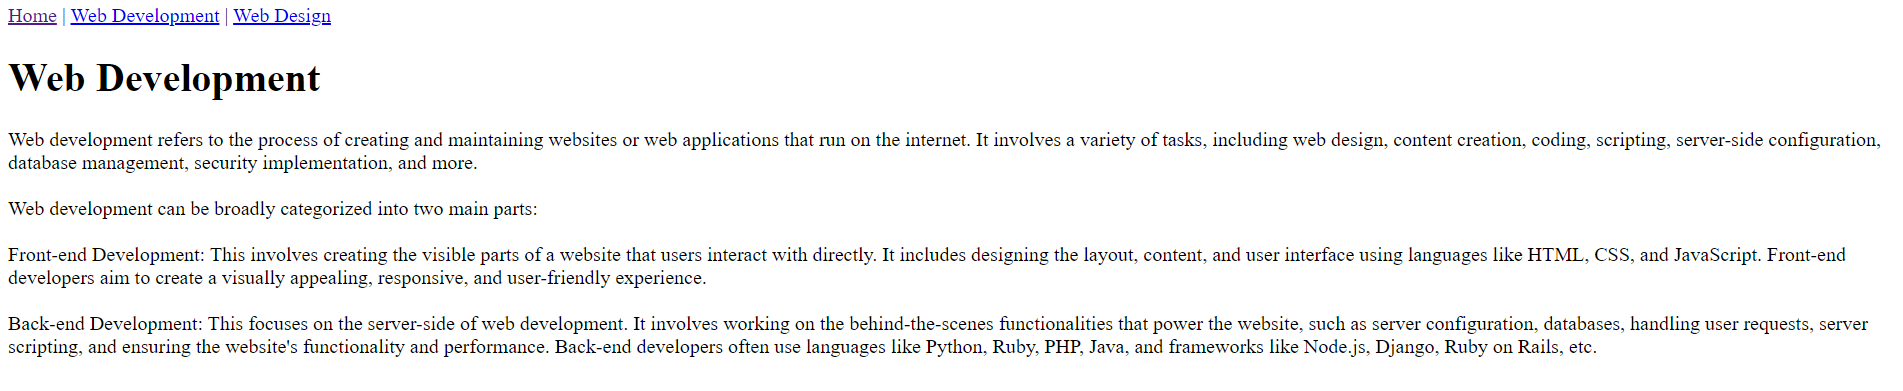 Home | Web Development | Web Design
Web Development
Web development refers to the process of creating and maintaining websites or web applications that run on the internet. It involves a variety of tasks, including web design, content creation, coding, scripting, server-side configuration,
database management, security implementation, and more.
Web development can be broadly categorized into two main parts:
Front-end Development: This involves creating the visible parts of a website that users interact with directly. It includes designing the layout, content, and user interface using languages like HTML, CSS, and JavaScript. Front-end
developers aim to create a visually appealing, responsive, and user-friendly experience.
Back-end Development: This focuses on the server-side of web development. It involves working on the behind-the-scenes functionalities that power the website, such as server configuration, databases, handling user requests, server
scripting, and ensuring the website's functionality and performance. Back-end developers often use languages like Python, Ruby, PHP, Java, and frameworks like Node.js, Django, Ruby on Rails, etc.